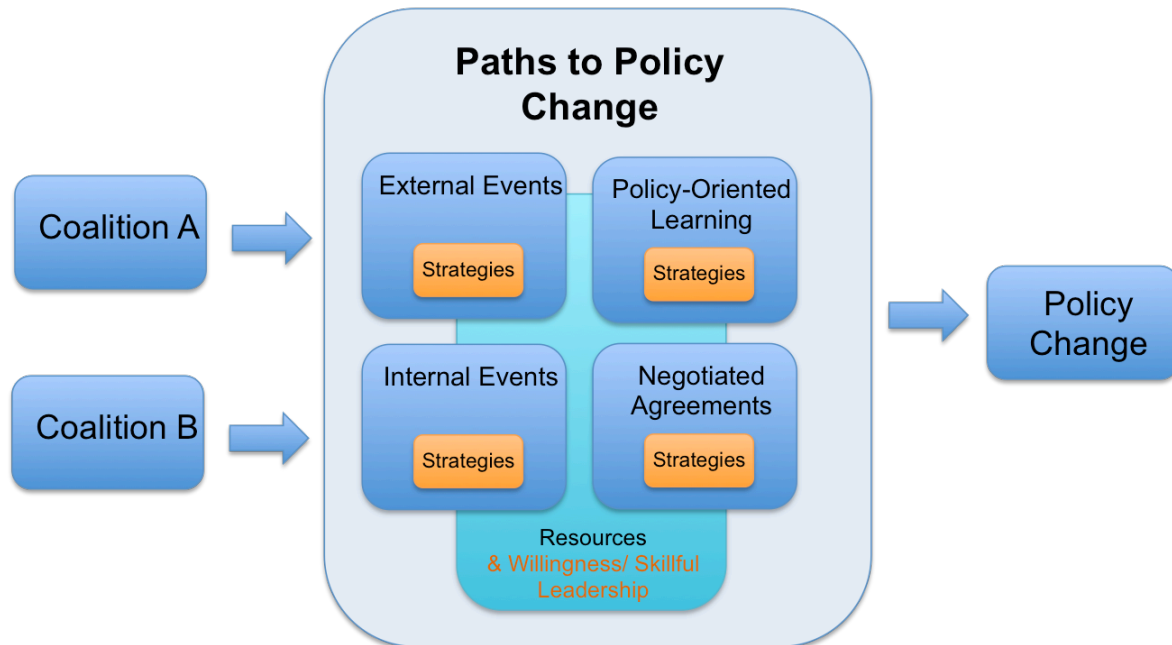 Paths to Policy
Change
Coalition A
External Events
Strategies
Policy-Oriented
Learning
Strategies
Coalition B
Internal Events
Strategies
Negotiated
Agreements
Strategies
Resources
& Willingness/ Skillful
Leadership
Policy
Change